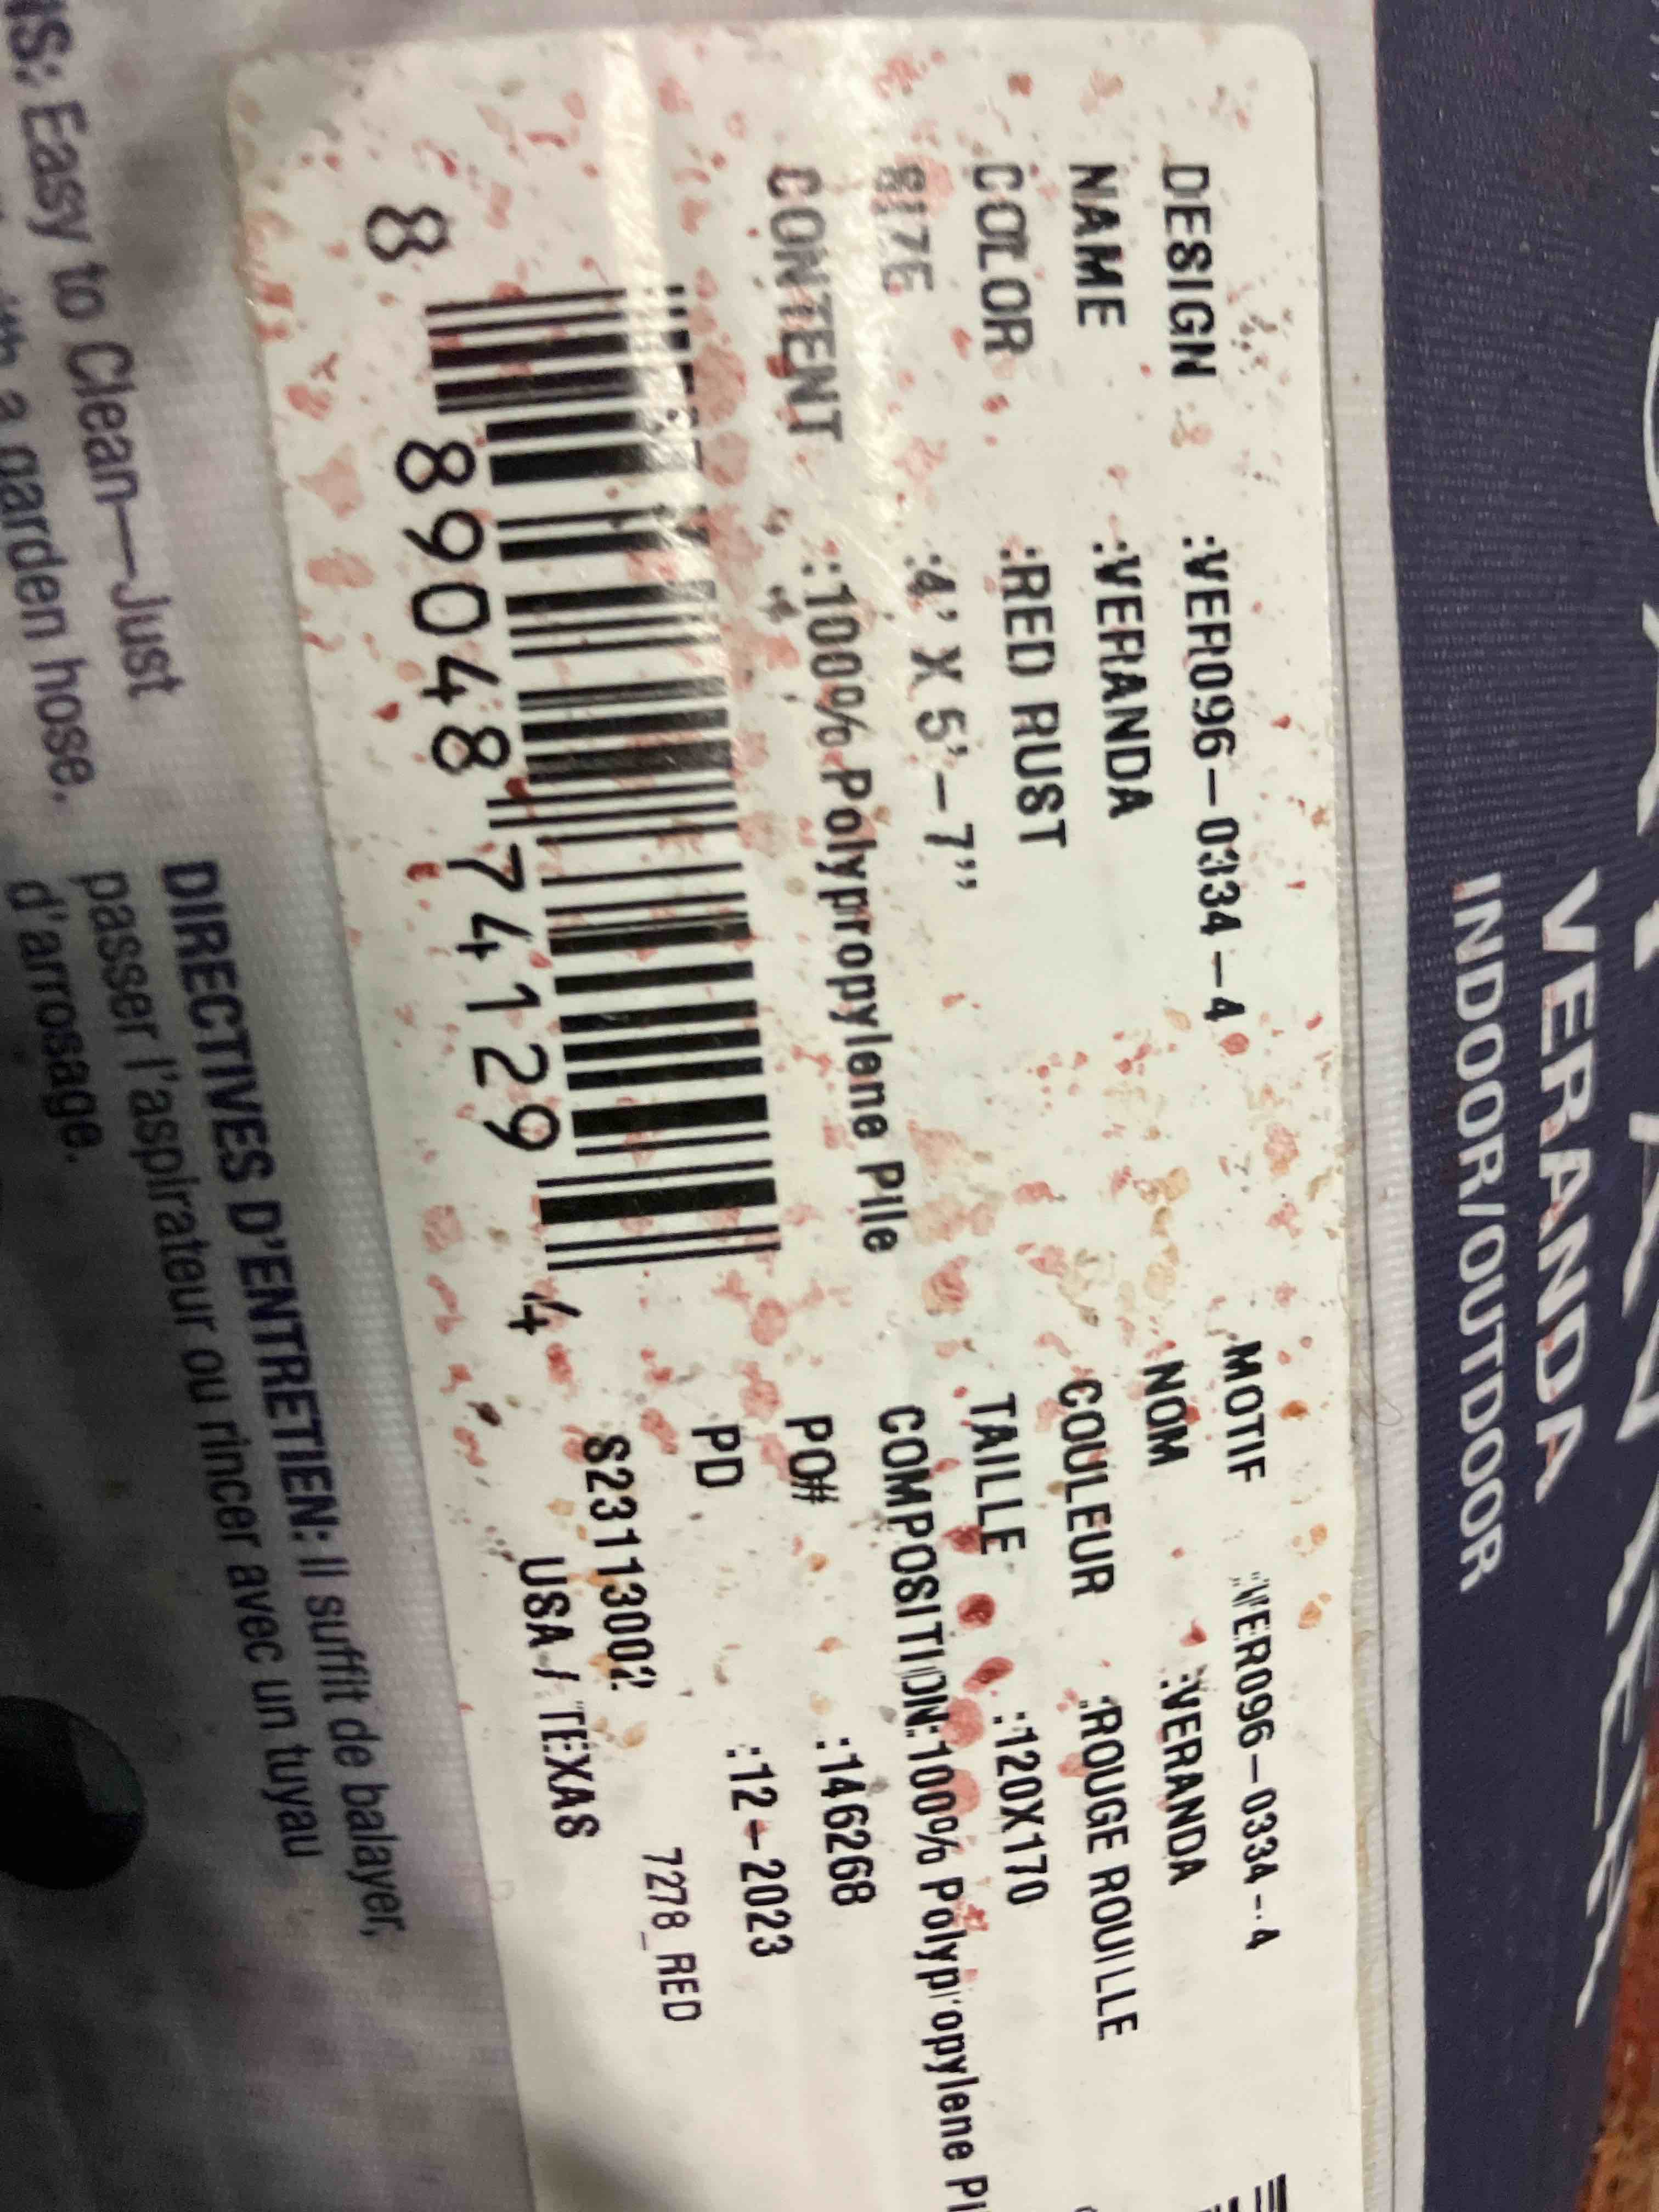 VERANDA
INDOOR/OUTDOOR
DESIGN :VER096-0334-4
NAME :VERANDA
COLOR :RED RUST
SIZE :4' X 5'-7''
CONTENT :100% Polypropylene Pile
8 89048 74129 4
MOTIF :VER096-0334-4
NOM :VERANDA
COULEUR :ROUGE ROUILLE
TAILLE :120X170
COMPOSITION:100% Polypropylene
PO# :146268
PD :12-2023
7278_RED
S23113002
USA / TEXAS
Easy to Clean—Just
a garden hose.
DIRECTIVES D'ENTRETIEN: Il suffit de balayer,
passer l'aspirateur ou rincer avec un tuyau
d'arrosage.